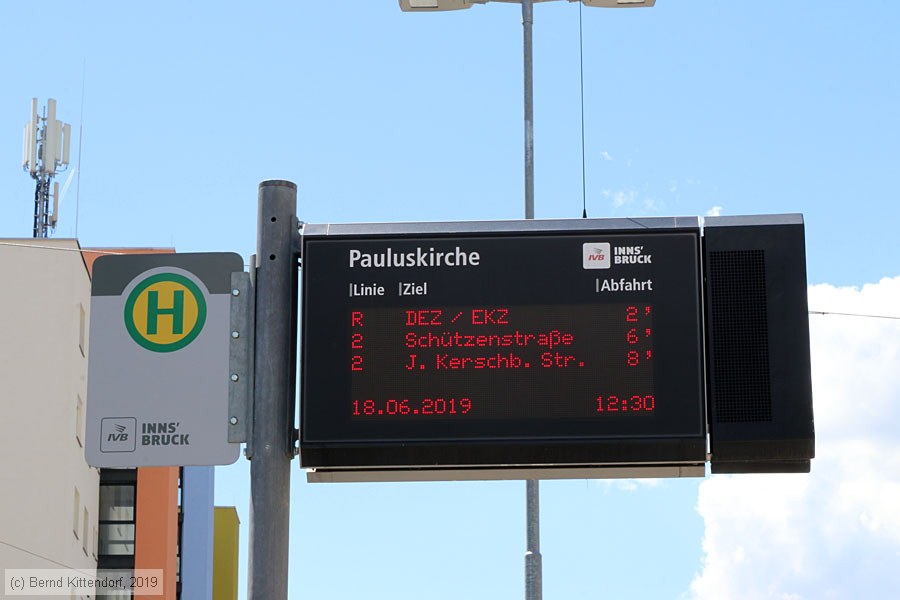 Pauluskirche
IVB INNS' BRUCK
Linie Ziel Abfahrt
R DEZ / EKZ 2'
2 Schützenstraße 6'
2 J. Kerschb. Str. 8'
18.06.2019 12:30
H
IVB INNS' BRUCK
(c) Bernd Kittendorf, 2019